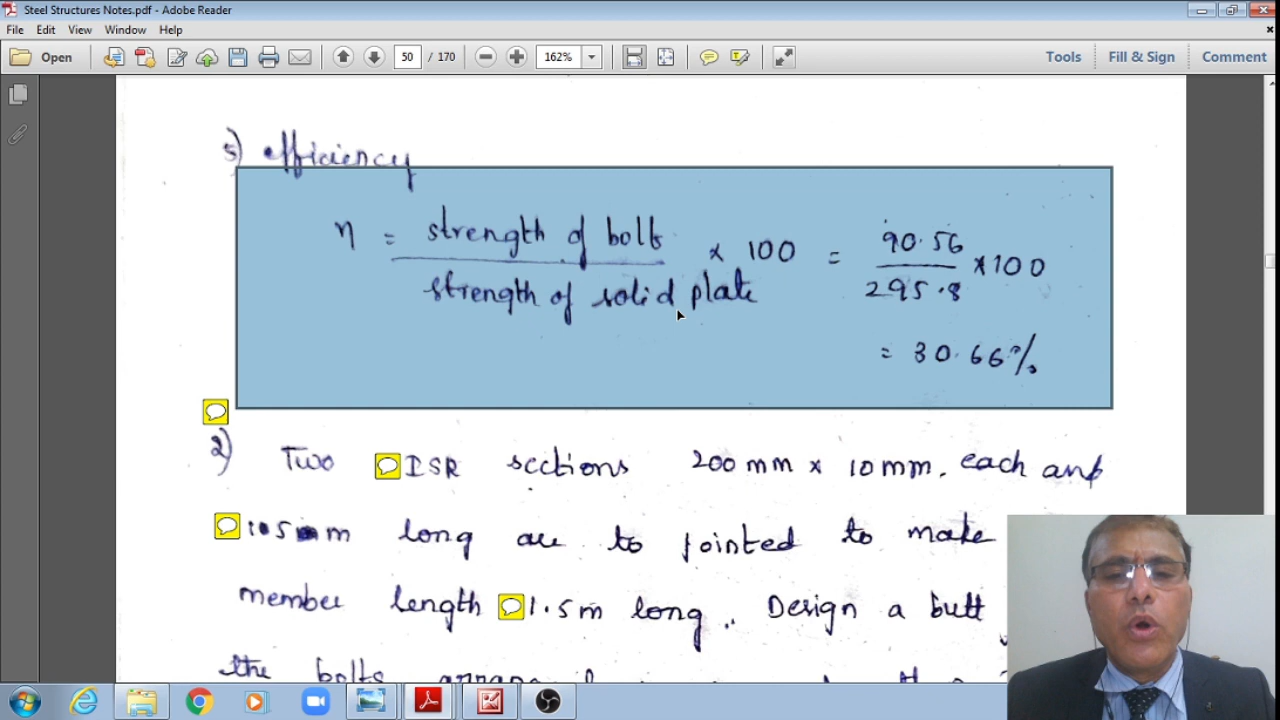 Steel Structures Notes.pdf - Adobe Reader
File Edit View Window Help
Open 50 / 170 162% Tools Fill & Sign Comment
5) efficiency
η = strength of bolts / strength of solid plate × 100 = 90.56 / 295.8 × 100
= 30.66%
2) Two ISR sections 200 mm × 10 mm. each and
long are to jointed to make
member length 1.5m long. Design a butt
the bolts